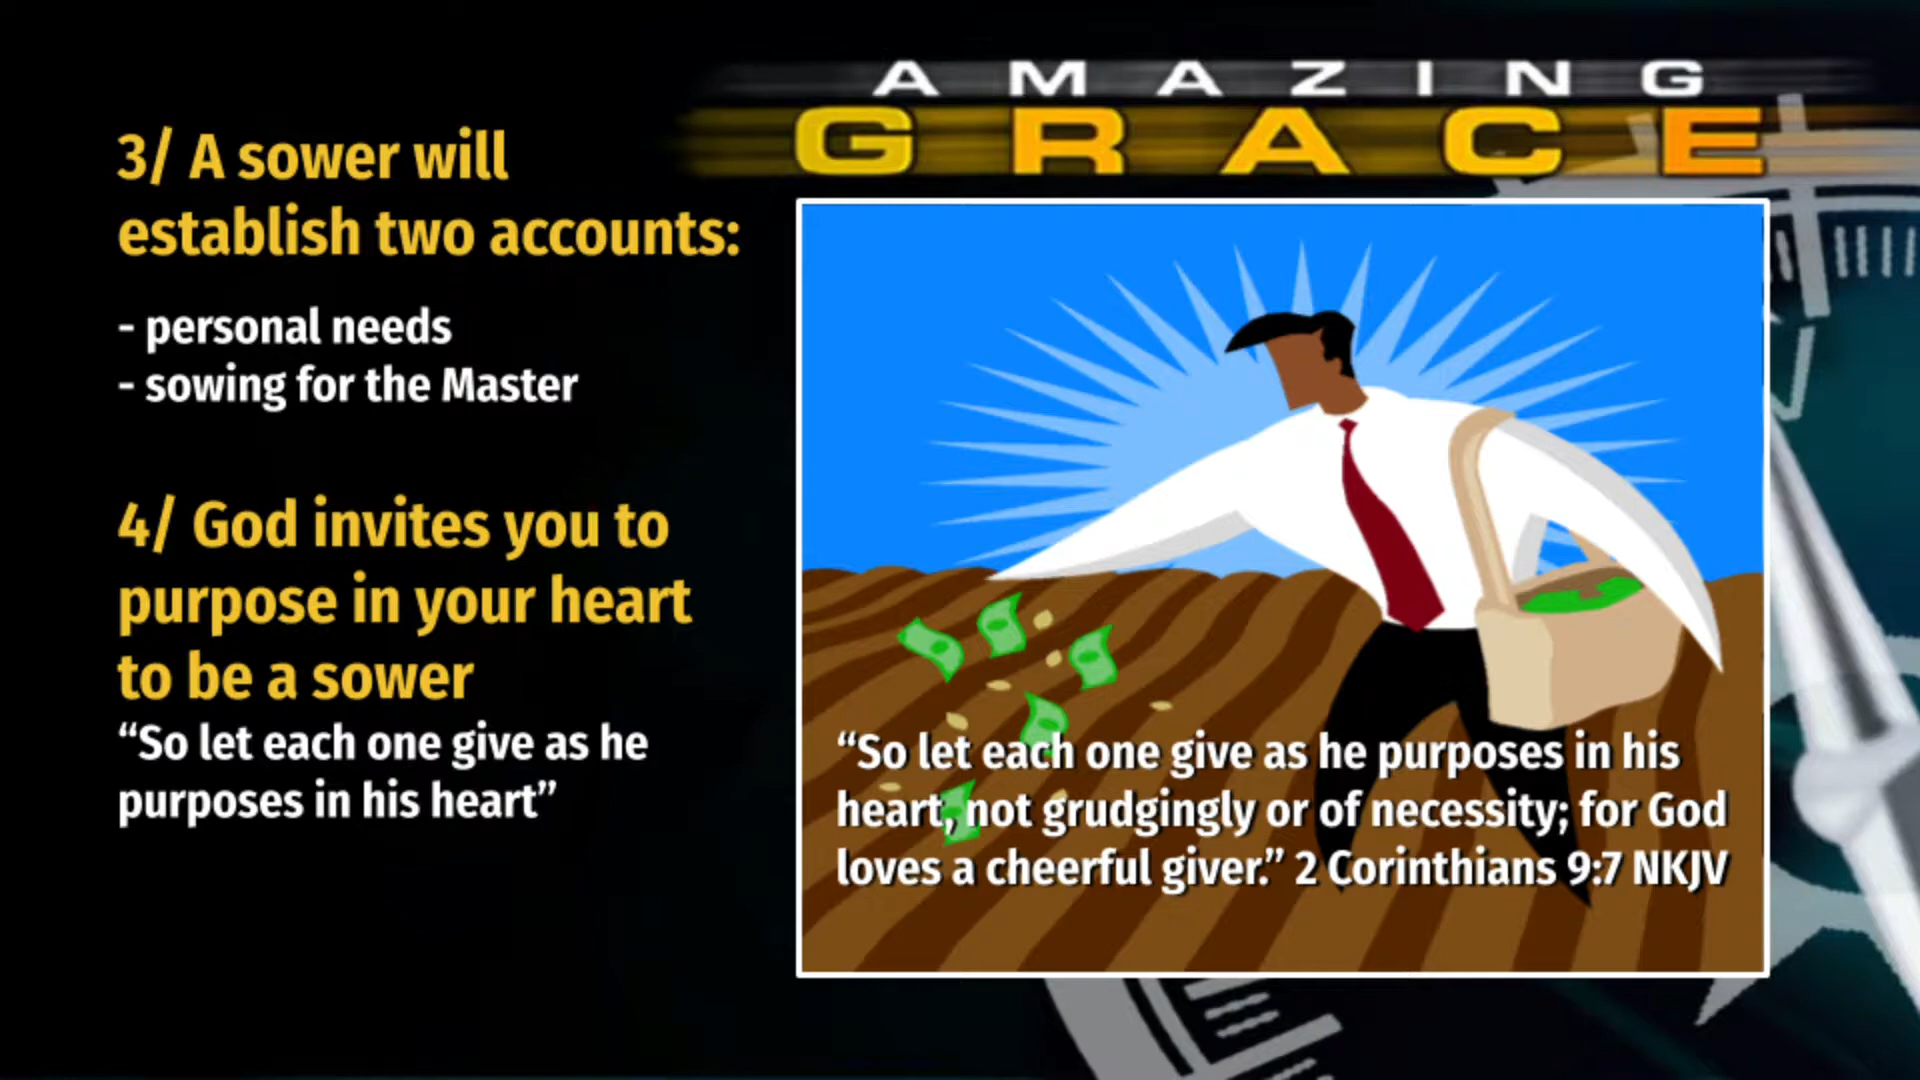 AMAZING
GRACE
3/ A sower will
establish two accounts:
- personal needs
- sowing for the Master
4/ God invites you to
purpose in your heart
to be a sower
“So let each one give as he
purposes in his heart”
“So let each one give as he purposes in his
heart, not grudgingly or of necessity; for God
loves a cheerful giver.” 2 Corinthians 9:7 NKJV